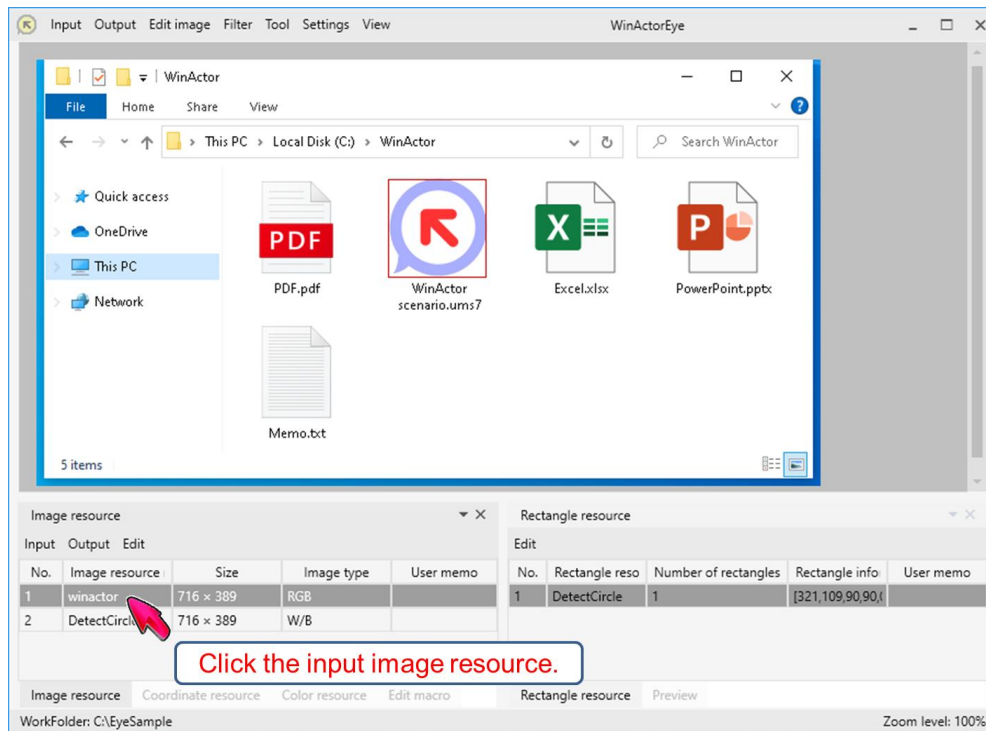 Input Output Edit image Filter Tool Settings View WinActorEye
WinActor
File Home Share View
This PC > Local Disk (C:) > WinActor
Search WinActor
Quick access
OneDrive
This PC
Network
PDF
PDF.pdf
WinActor
scenario.ums7
X
Excel.xlsx
P
PowerPoint.pptx
Memo.txt
5 items
Image resource
Input Output Edit
No. Image resource Size Image type User memo
1 winactor 716 × 389 RGB
2 DetectCircle 716 × 389 W/B
Rectangle resource
Edit
No. Rectangle reso Number of rectangles Rectangle info User memo
1 DetectCircle 1 [321,109,90,90,(
Click the input image resource.
Image resource Coordinate resource Color resource Edit macro
Rectangle resource Preview
WorkFolder: C:\EyeSample Zoom level: 100%